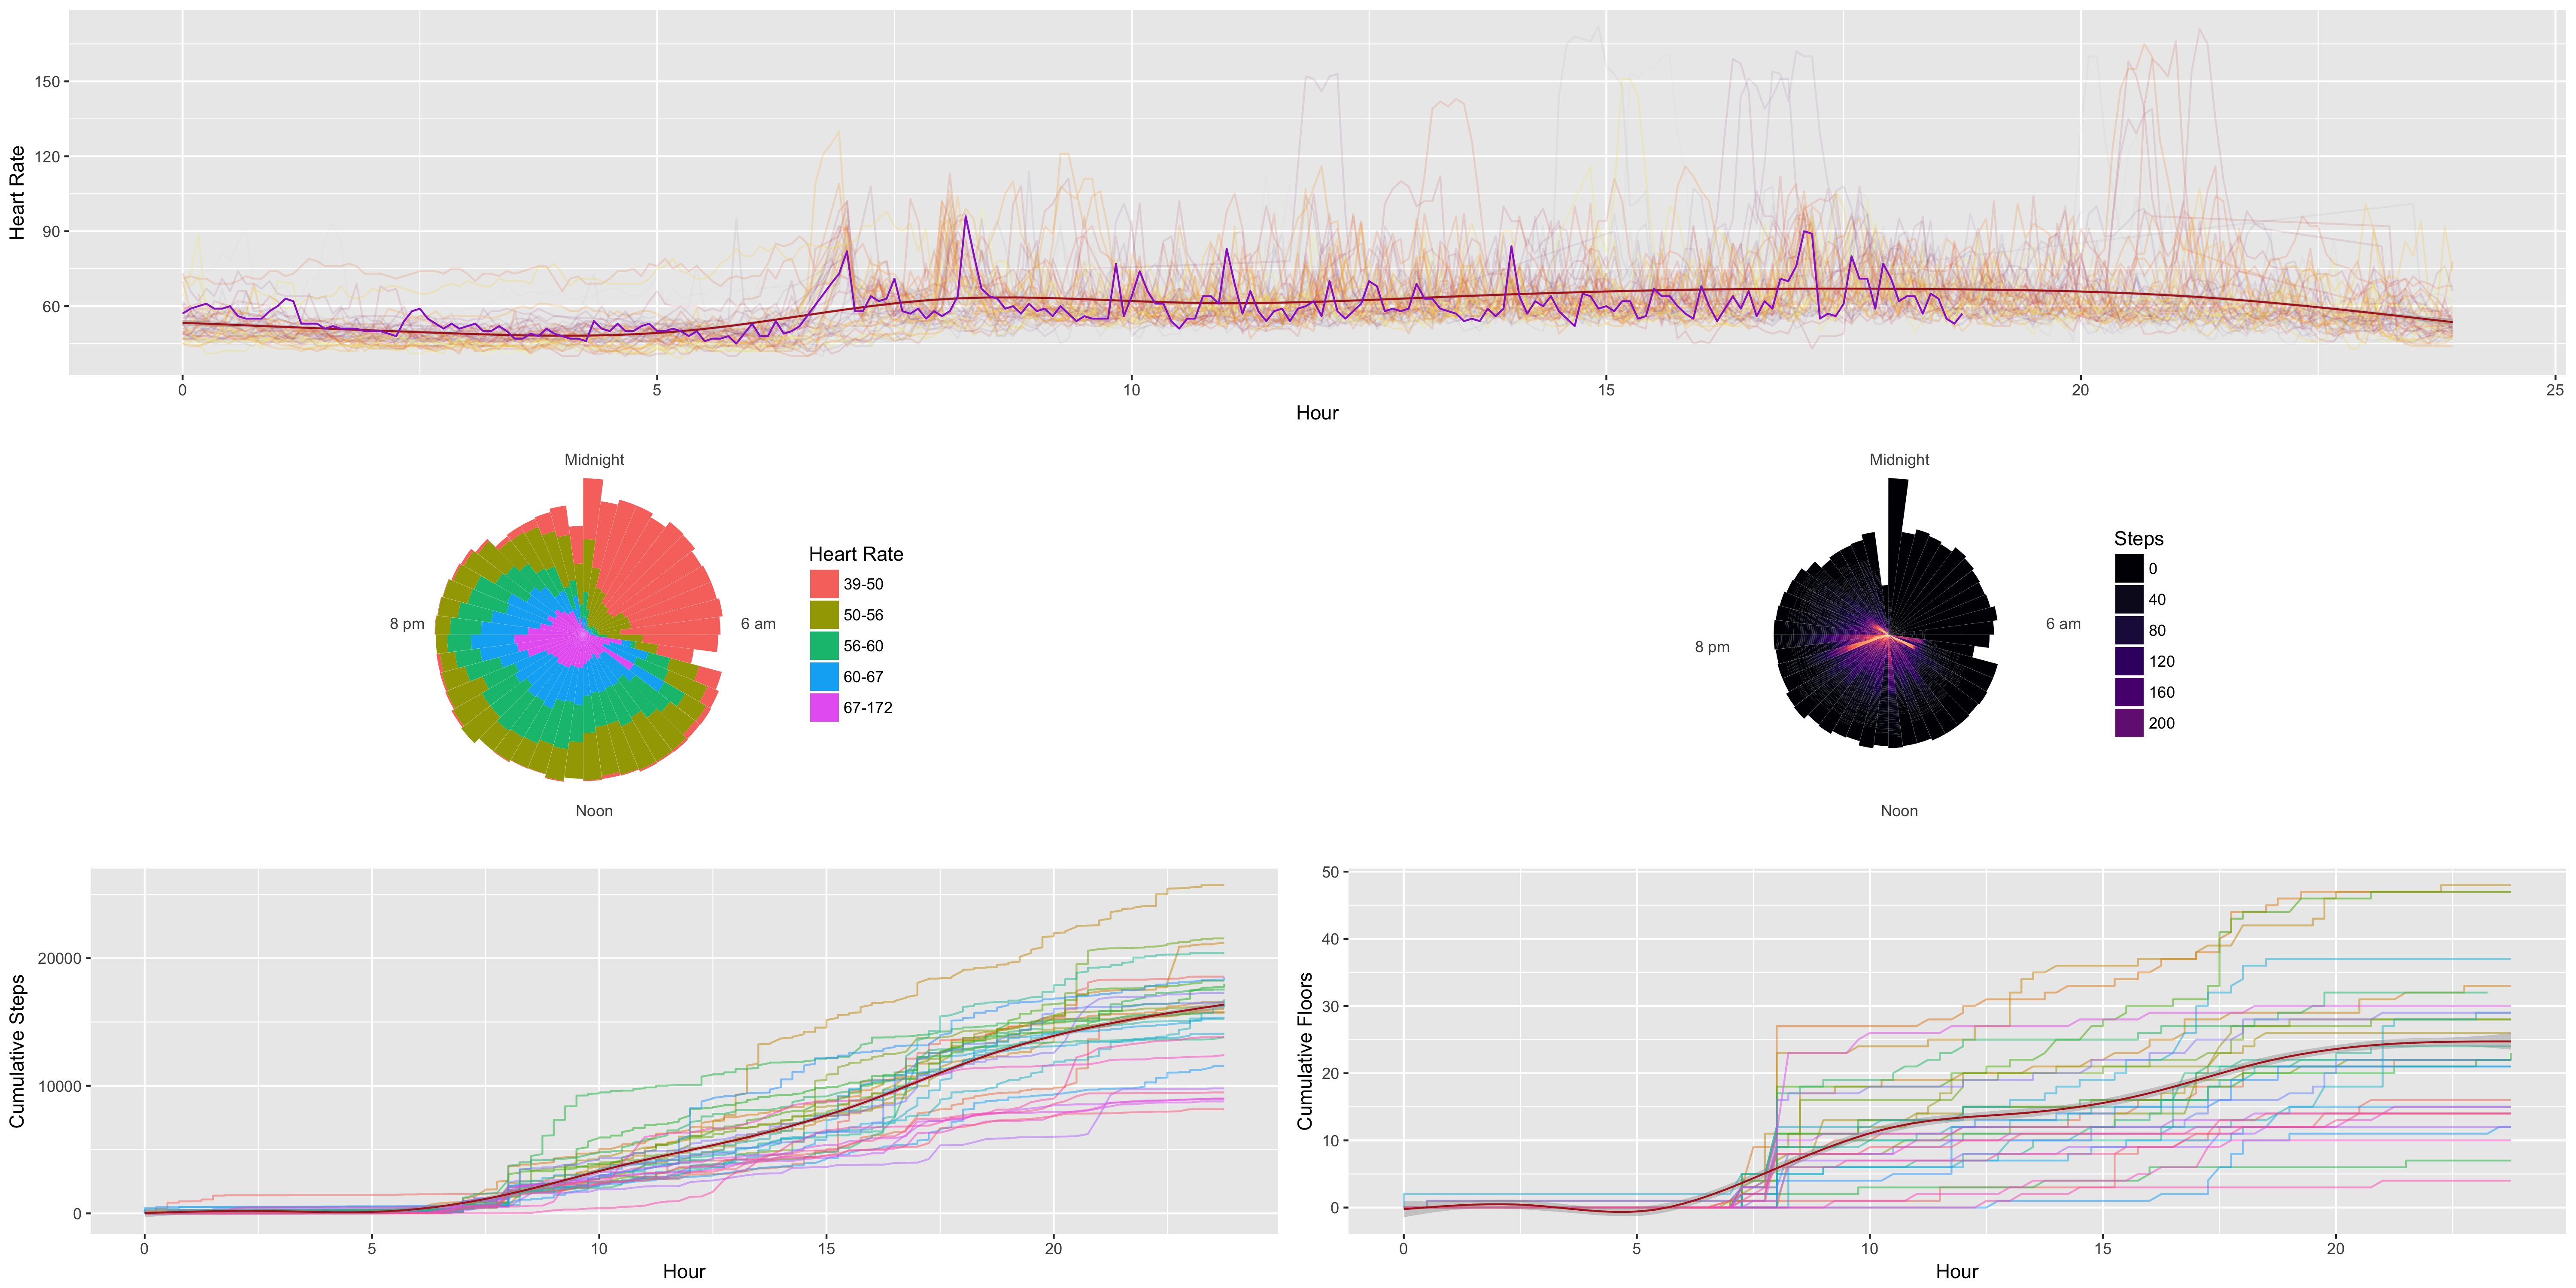 Heart Rate
150
120
90
60
0 5 10 15 20 25
Hour
Midnight
8 pm
6 am
Noon
Heart Rate
39-50
50-56
56-60
60-67
67-172
Midnight
8 pm
6 am
Noon
Steps
0
40
80
120
160
200
Cumulative Steps
20000
10000
0
0 5 10 15 20
Hour
Cumulative Floors
50
40
30
20
10
0
0 5 10 15 20
Hour